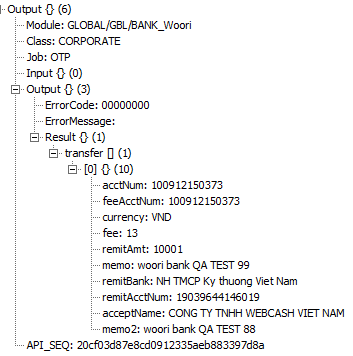 Output {} (6)
Module: GLOBAL/GBL/BANK_Woori
Class: CORPORATE
Job: OTP
Input {} (0)
Output {} (3)
ErrorCode: 00000000
ErrorMessage:
Result {} (1)
transfer [] (1)
[0] {} (10)
acctNum: 100912150373
feeAcctNum: 100912150373
currency: VND
fee: 13
remitAmt: 10001
memo: woori bank QA TEST 99
remitBank: NH TMCP Ky thuong Viet Nam
remitAcctNum: 19039644146019
acceptName: CONG TY TNHH WEBCASH VIET NAM
memo2: woori bank QA TEST 88
API_SEQ: 20cf03d87e8cd0912335aeb883397d8a